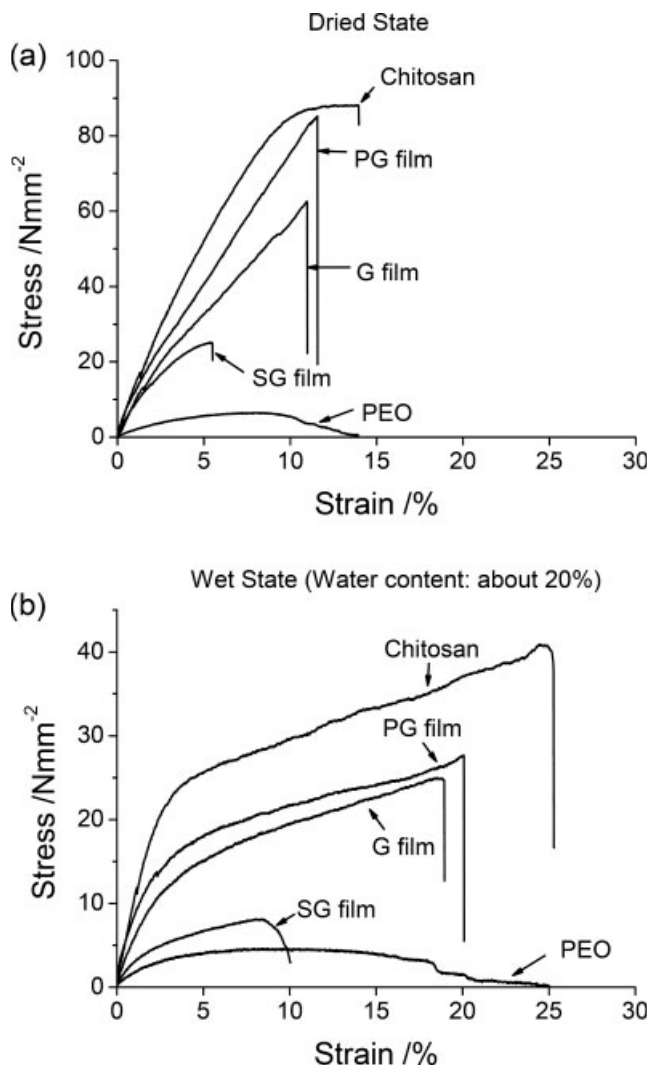 Dried State
(a)
100
80
60
40
20
0
Stress /Nmm⁻²
Chitosan
PG film
G film
SG film
PEO
0 5 10 15 20 25 30
Strain /%
Wet State (Water content: about 20%)
(b)
40
30
20
10
0
Stress /Nmm⁻²
Chitosan
PG film
G film
SG film
PEO
0 5 10 15 20 25 30
Strain /%